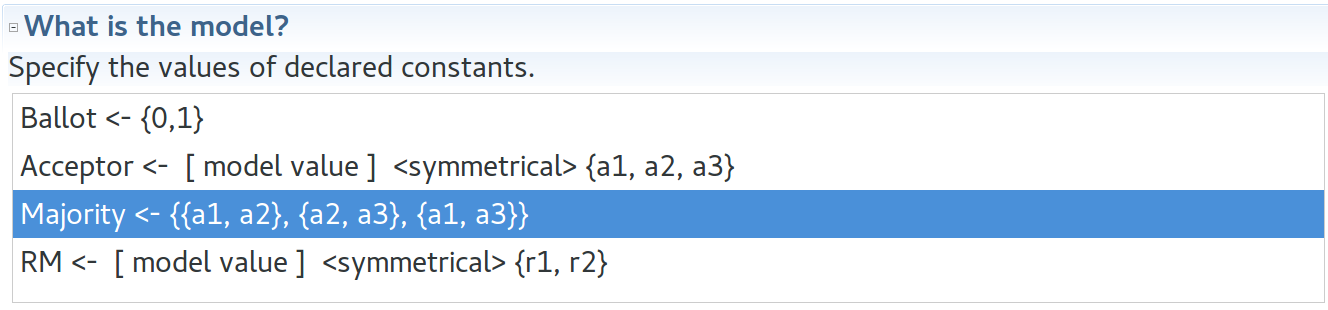 What is the model?
Specify the values of declared constants.
Ballot <- {0,1}
Acceptor <- [ model value ] <symmetrical> {a1, a2, a3}
Majority <- {{a1, a2}, {a2, a3}, {a1, a3}}
RM <- [ model value ] <symmetrical> {r1, r2}